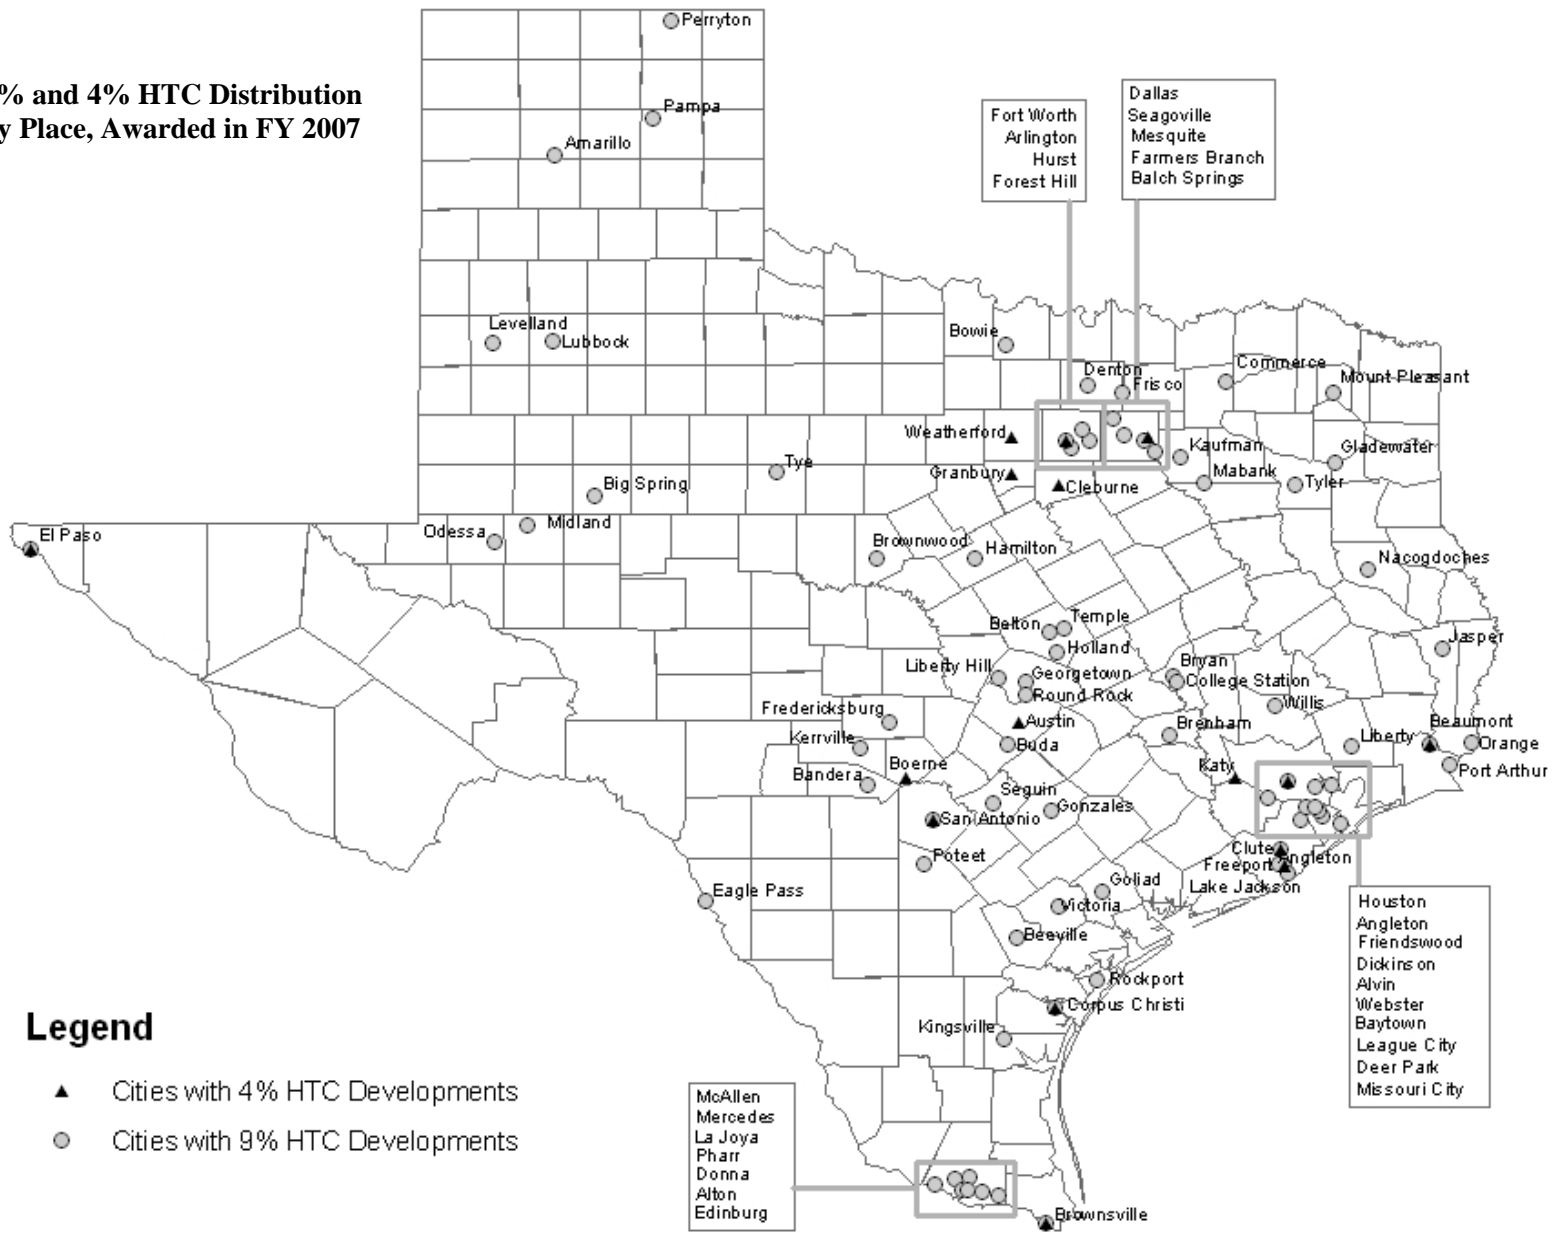 % and 4% HTC Distribution
y Place, Awarded in FY 2007
Perryton
Pampa
Amarillo
Fort Worth
Arlington
Hurst
Forest Hill
Dallas
Seagoville
Mesquite
Farmers Branch
Balch Springs
Levelland
Lubbock
Bowie
Denton
Frisco
Commerce
Mount Pleasant
Weatherford
Granbury
Cleburne
Kaufman
Mabank
Gladewater
Tyler
Tye
Big Spring
Midland
Odessa
El Paso
Brownwood
Hamilton
Nacogdoches
Belton
Temple
Holland
Jasper
Liberty Hill
Georgetown
Round Rock
Bryan
College Station
Willis
Fredericksburg
Austin
Brenham
Beaumont
Kerrville
Buda
Liberty
Orange
Bandera
Boerne
Katy
Port Arthur
Seguin
Gonzales
San Antonio
Poteet
Clute
Angleton
Freeport
Lake Jackson
Eagle Pass
Goliad
Victoria
Beeville
Rockport
Corpus Christi
Kingsville
Houston
Angleton
Friendswood
Dickinson
Alvin
Webster
Baytown
League City
Deer Park
Missouri City
Legend
Cities with 4% HTC Developments
Cities with 9% HTC Developments
McAllen
Mercedes
La Joya
Pharr
Donna
Alton
Edinburg
Brownsville